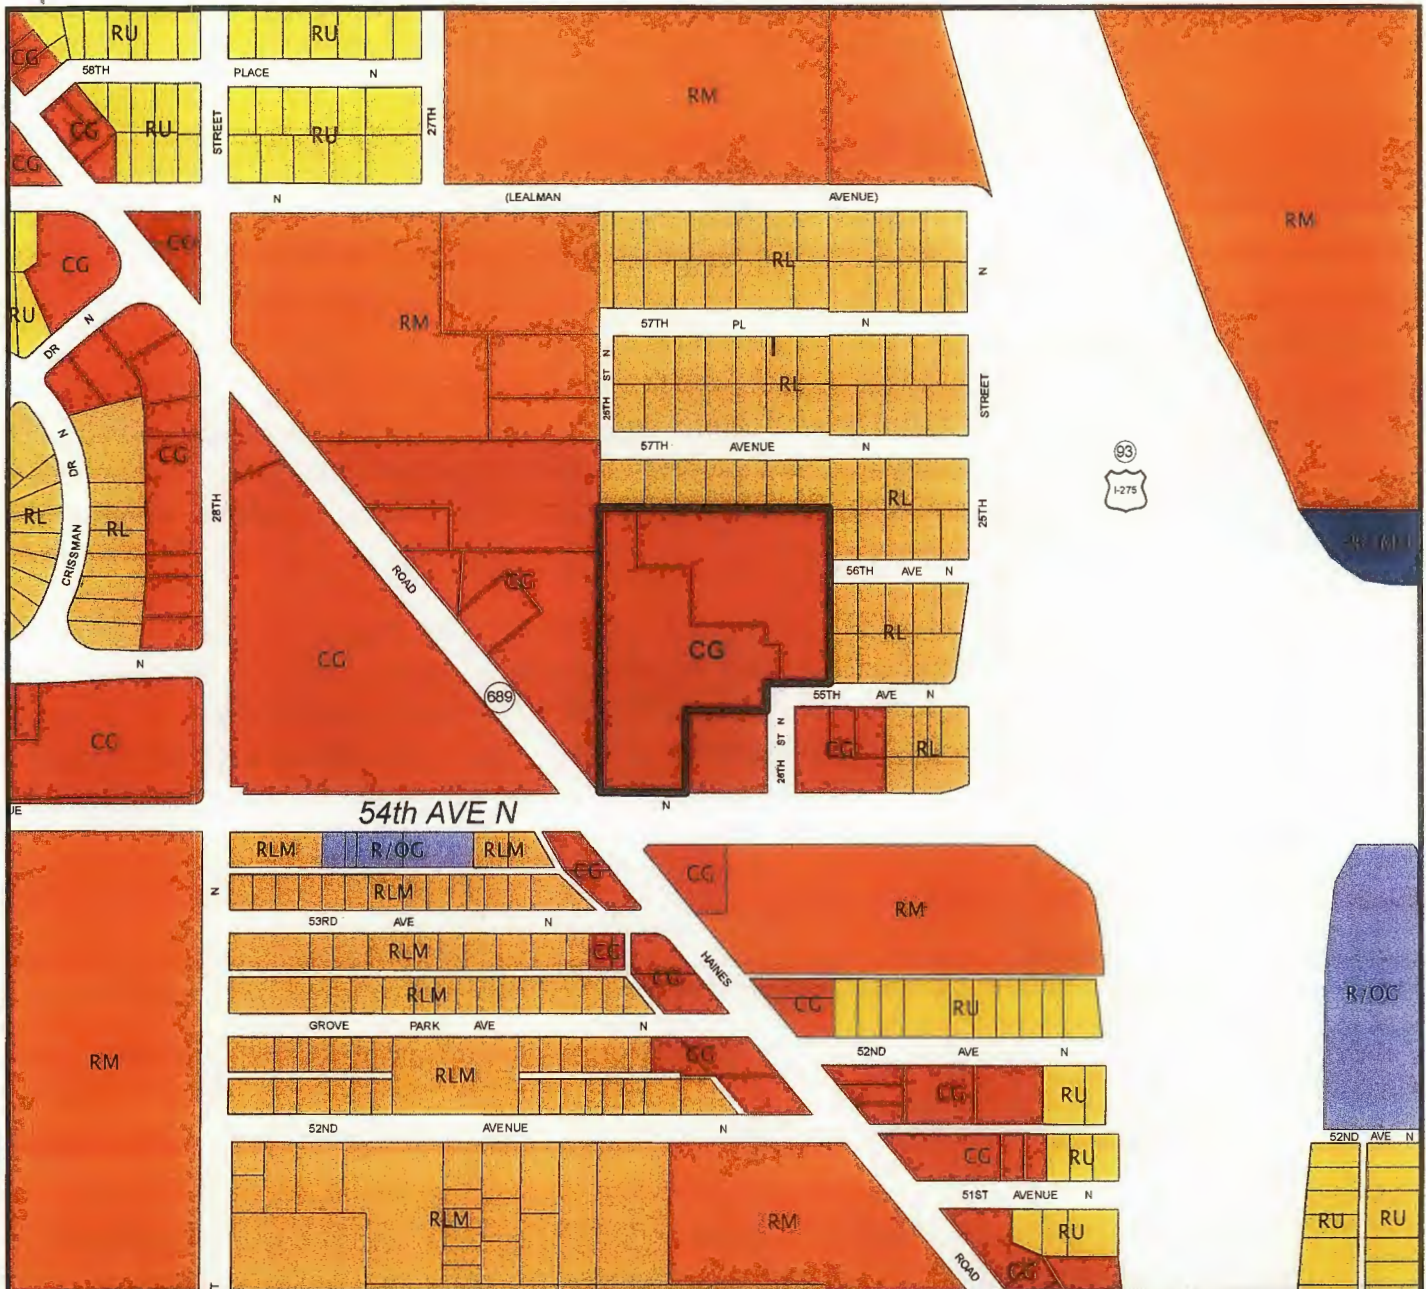 RU
RU
CG
58TH
PLACE
N
RM
27TH
STREET
CG
RU
RU
CG
N
(LEALMAN
AVENUE)
RM
CG
CG
RL
N
RU
N
DR
RM
57TH
PL
N
26TH ST N
RL
STREET
N
DR
CG
57TH
AVENUE
N
93
I-275
28TH
RL
RL
CRISSMAN
RL
25TH
ROAD
CG
56TH AVE N
CG
CG
RL
N
689
55TH AVE N
CG
26TH ST N
CG
RL
UE
54th AVE N
N
RLM
R/OG
RLM
CG
CG
N
RLM
RM
53RD
AVE
N
RLM
CG
CG
HAINES
RLM
CG
RU
R/OG
GROVE
PARK
AVE
N
RM
RLM
CG
52ND
AVE
N
CG
RU
52ND
AVENUE
N
52ND AVE N
CG
RU
51ST AVENUE N
RLM
RM
RU
RU
RU
ROAD
CG
T